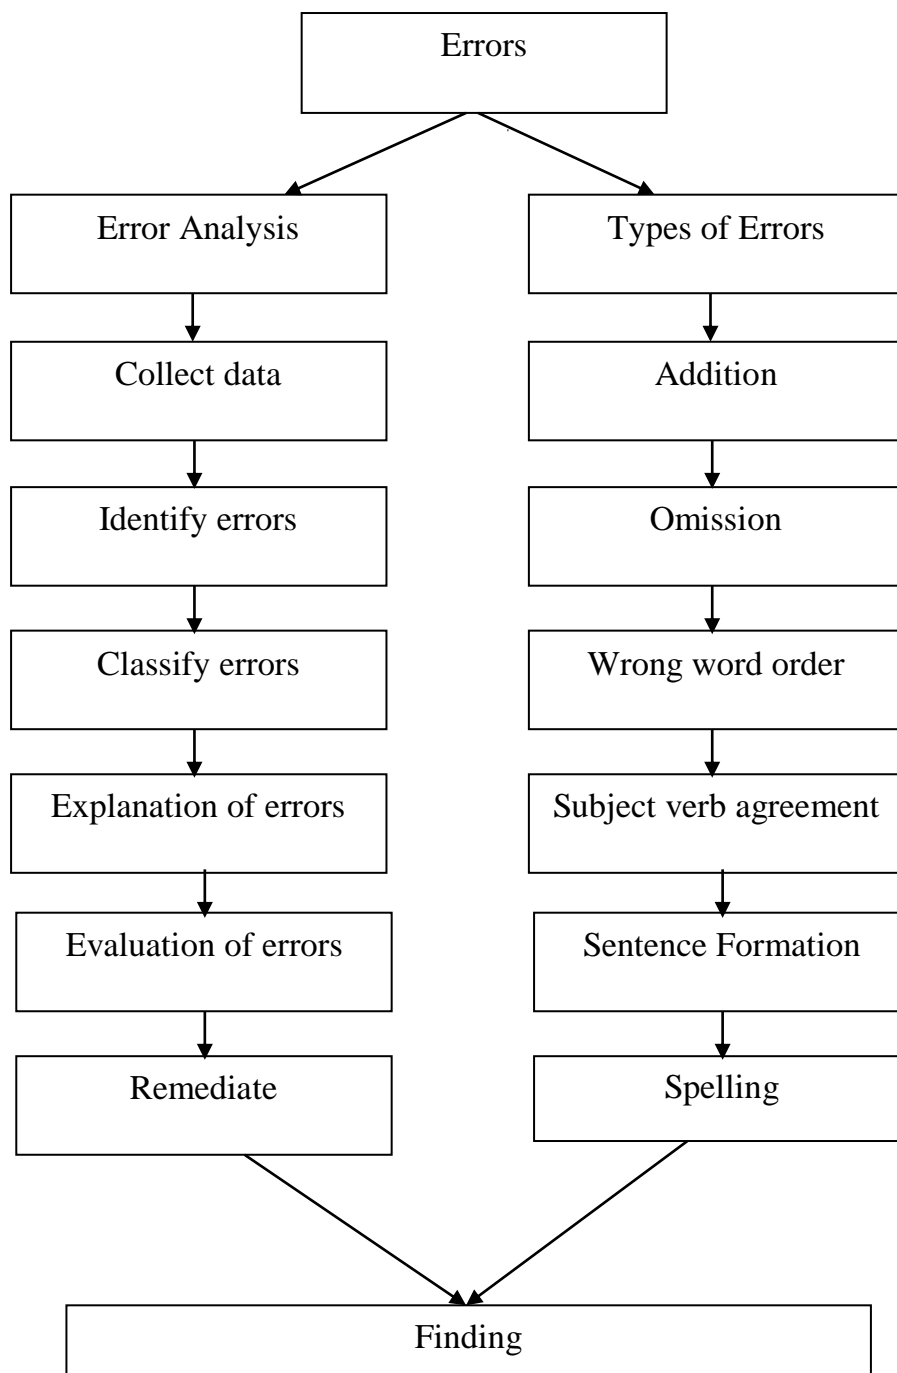 Errors
Error Analysis
Types of Errors
Collect data
Addition
Identify errors
Omission
Classify errors
Wrong word order
Explanation of errors
Subject verb agreement
Evaluation of errors
Sentence Formation
Remediate
Spelling
Finding